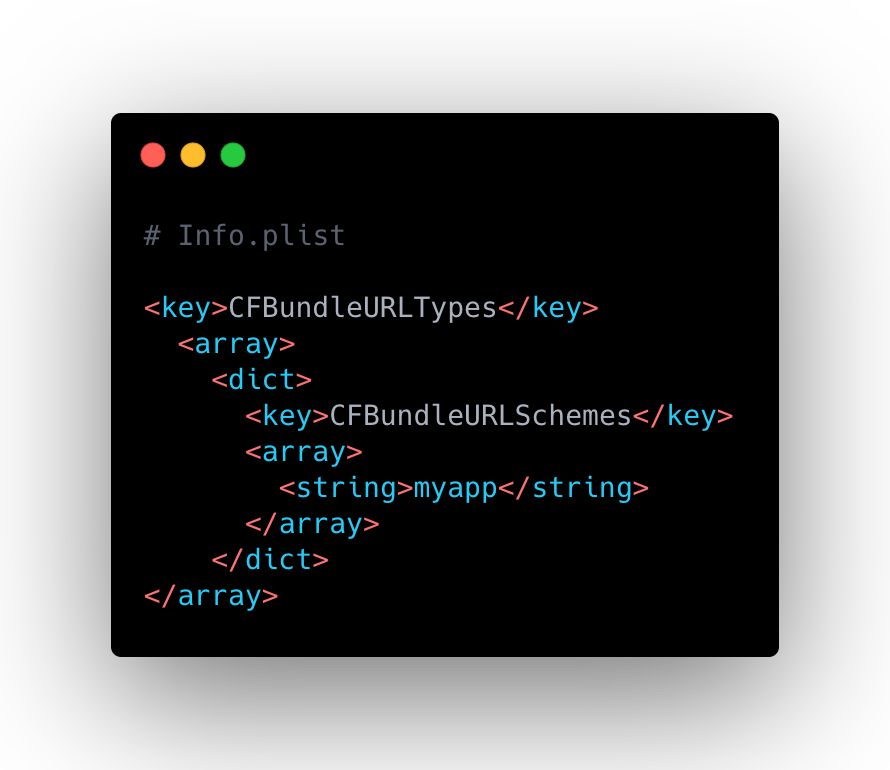 # Info.plist
<key>CFBundleURLTypes</key>
<array>
<dict>
<key>CFBundleURLSchemes</key>
<array>
<string>myapp</string>
</array>
</dict>
</array>